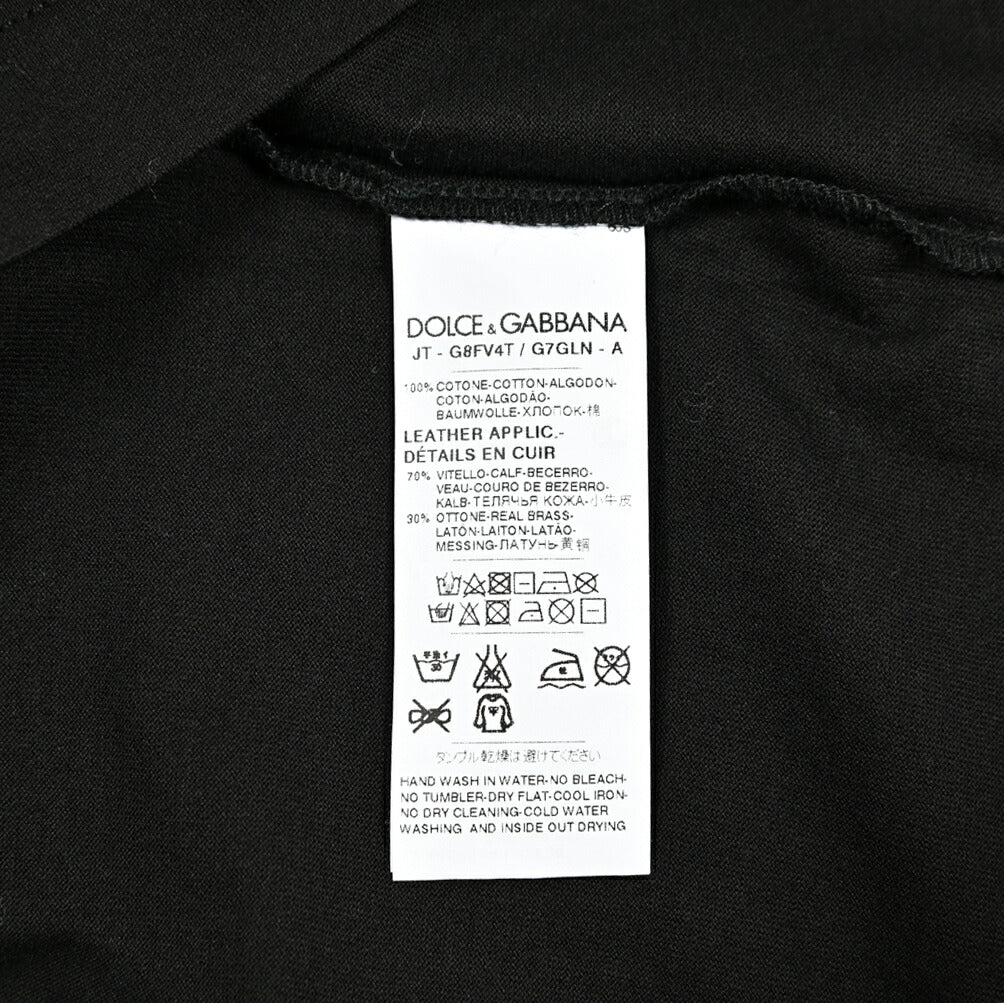 DOLCE & GABBANA
JT - G8FV4T / G7GLN - A
100% COTONE-COTTON-ALGODON-
COTON-ALGODÃO-
BAUMWOLLE-ХЛОПОК-棉
LEATHER APPLIC.-
DÉTAILS EN CUIR
70% VITELLO-CALF-BECERRO-
VEAU-COURO DE BEZERRO-
KALB-ТЕЛЯЧЬЯ КОЖА-小牛皮
30% OTTONE-REAL BRASS-
LATÓN-LAITON-LATÃO-
MESSING-ЛАТУНЬ-黄铜
手洗イ
30
タンブル乾燥は避けてください
HAND WASH IN WATER-NO BLEACH-
NO TUMBLER-DRY FLAT-COOL IRON-
NO DRY CLEANING-COLD WATER
WASHING AND INSIDE OUT DRYING